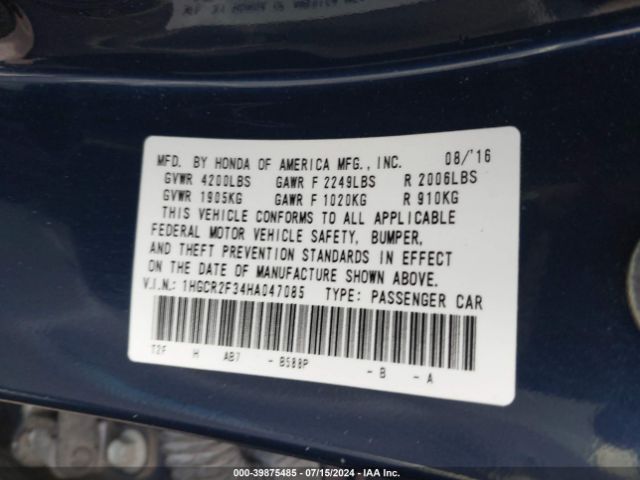 MFD. BY HONDA OF AMERICA MFG., INC. 08/'16
GVWR 4200LBS GAWR F 2249LBS R 2006LBS
GVWR 1905KG GAWR F 1020KG R 910KG
THIS VEHICLE CONFORMS TO ALL APPLICABLE
FEDERAL MOTOR VEHICLE SAFETY, BUMPER,
AND THEFT PREVENTION STANDARDS IN EFFECT
ON THE DATE OF MANUFACTURE SHOWN ABOVE.
V.I.N.: 1HGCR2F34HA047085 TYPE: PASSENGER CAR
T2F H AB7 - B588P - B - A
000-39875485 - 07/15/2024 - IAA Inc.